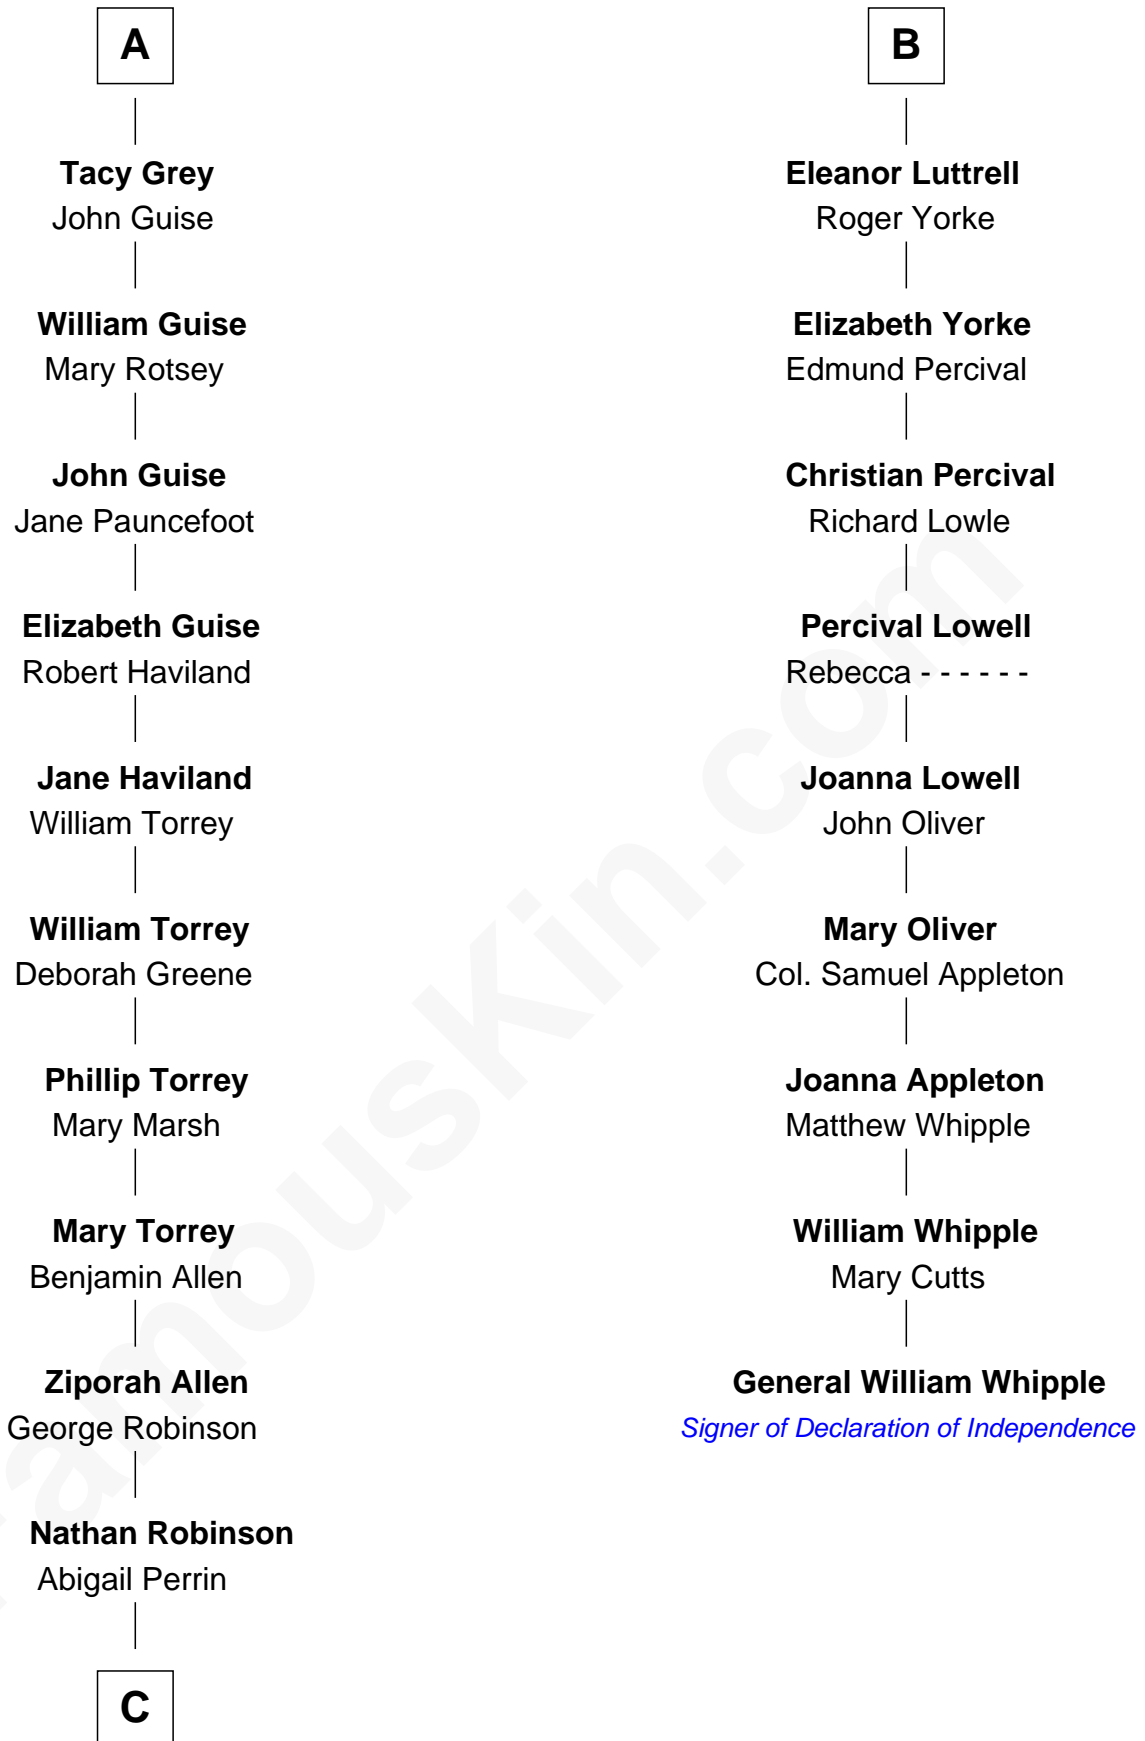 A
Tacy Grey
John Guise
William Guise
Mary Rotsey
John Guise
Jane Pauncefoot
Elizabeth Guise
Robert Haviland
Jane Haviland
William Torrey
William Torrey
Deborah Greene
Phillip Torrey
Mary Marsh
Mary Torrey
Benjamin Allen
Ziporah Allen
George Robinson
Nathan Robinson
Abigail Perrin
C
B
Eleanor Luttrell
Roger Yorke
Elizabeth Yorke
Edmund Percival
Christian Percival
Richard Lowle
Percival Lowell
Rebecca - - - - - -
Joanna Lowell
John Oliver
Mary Oliver
Col. Samuel Appleton
Joanna Appleton
Matthew Whipple
William Whipple
Mary Cutts
General William Whipple
Signer of Declaration of Independence
FamousKin.com